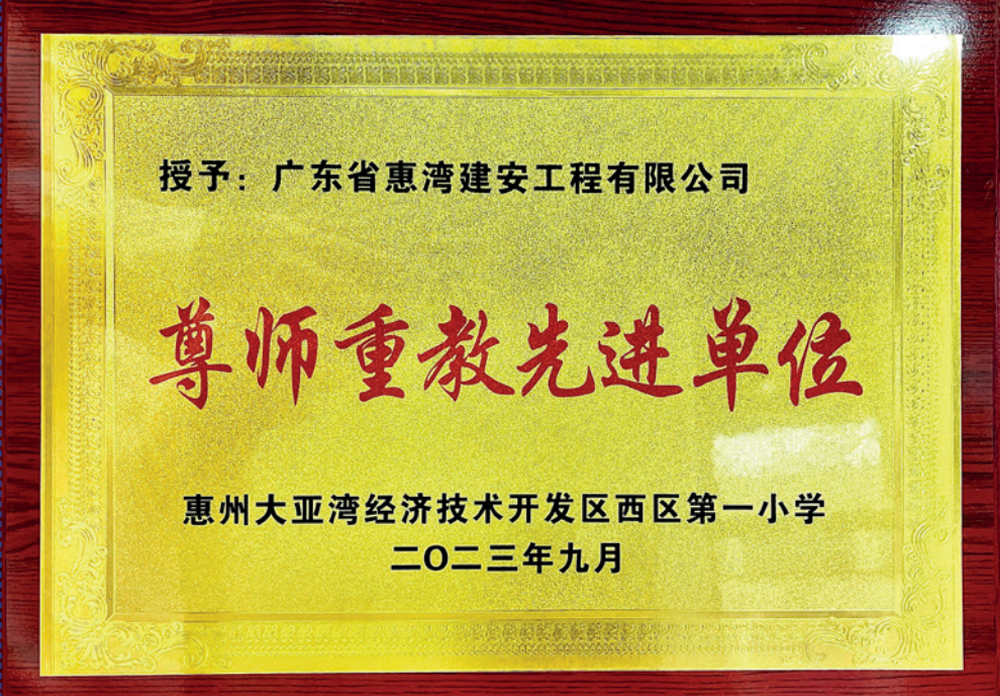 授予：广东省惠湾建安工程有限公司
尊师重教先进单位
惠州大亚湾经济技术开发区西区第一小学
二〇二三年九月